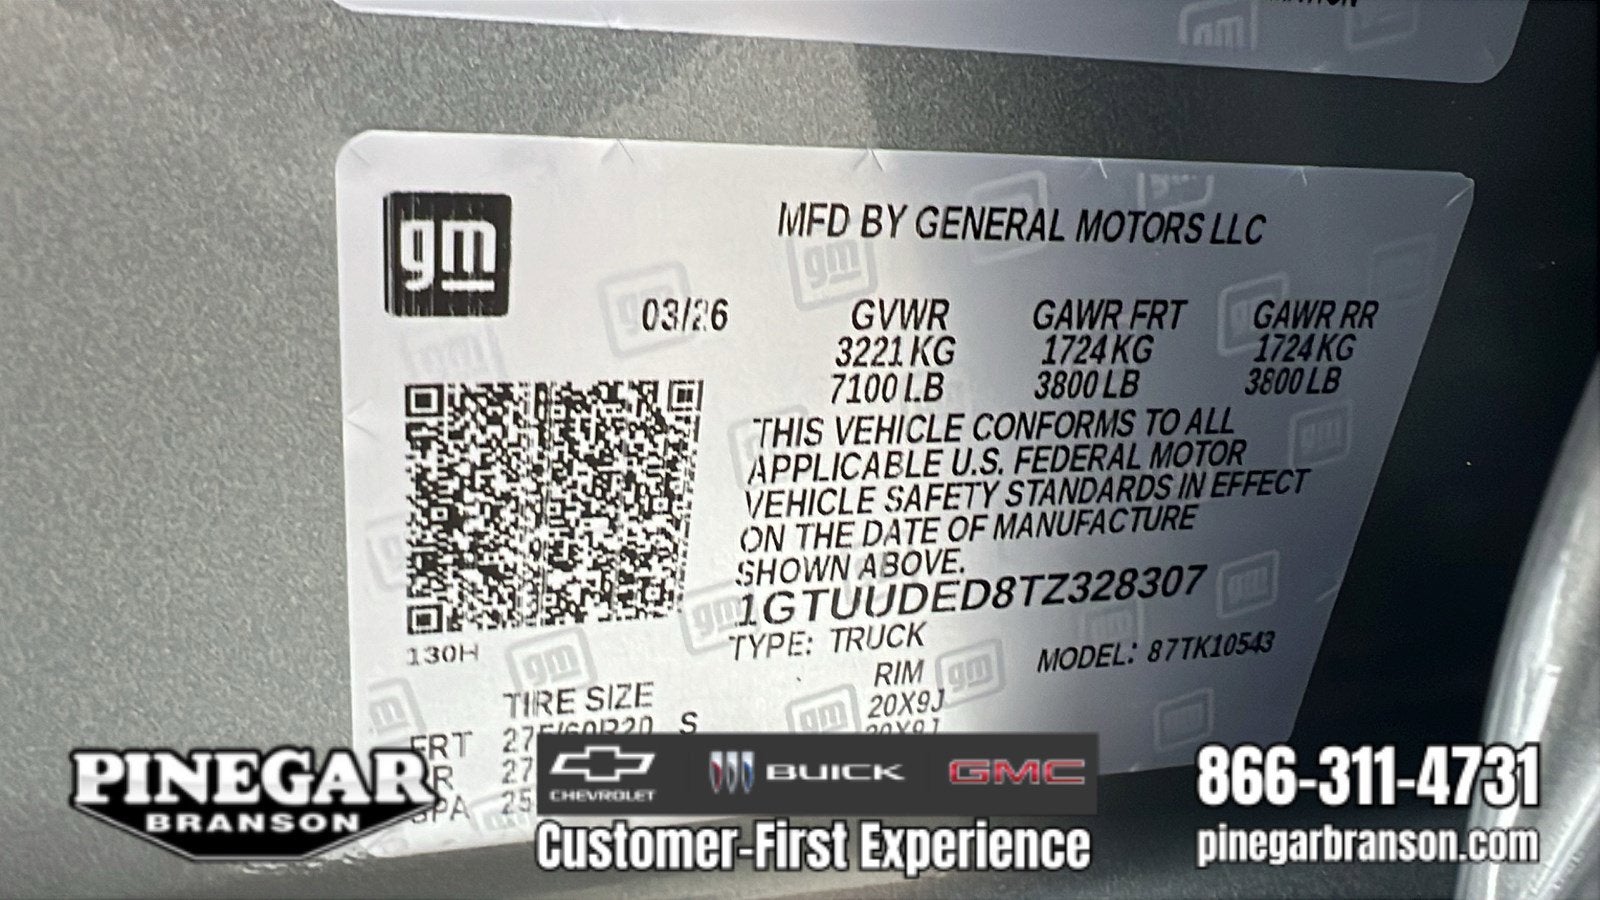 gm
MFD BY GENERAL MOTORS LLC
03/26
GVWR GAWR FRT GAWR RR
3221 KG 1724 KG 1724 KG
7100 LB 3800 LB 3800 LB
THIS VEHICLE CONFORMS TO ALL
APPLICABLE U.S. FEDERAL MOTOR
VEHICLE SAFETY STANDARDS IN EFFECT
ON THE DATE OF MANUFACTURE
SHOWN ABOVE.
1GTUUDED8TZ328307
130H
TYPE: TRUCK MODEL: 87TK10543
TIRE SIZE RIM
20X9J
FRT 275/60R20 S 20X9J
PINEGAR
BRANSON
CHEVROLET BUICK GMC
Customer-First Experience
866-311-4731
pinegarbranson.com